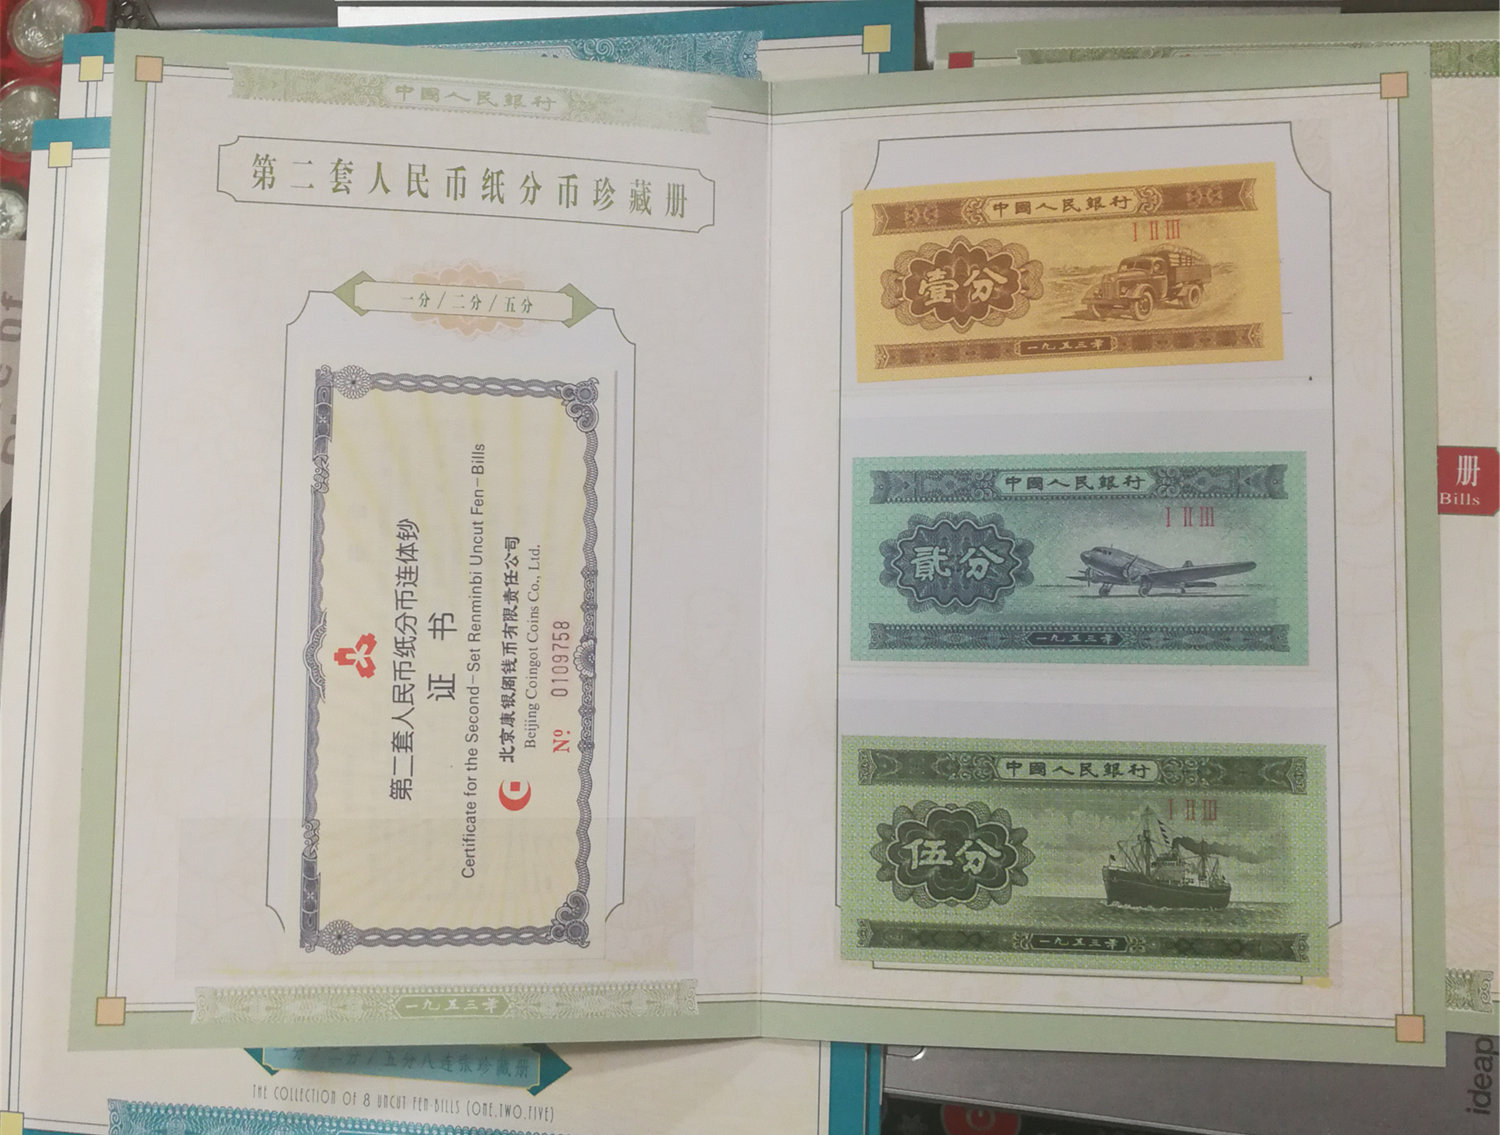 中國人民銀行
第二套人民币纸分币珍藏册
一分/二分/五分
第二套人民币纸分币连体钞
证书
Certificate for the Second-Set Renminbi Uncut Fen-Bills
北京康银阁钱币有限责任公司
Beijing Coingot Coins Co., Ltd.
Nº 0109758
一九五三年
中國人民銀行
I II III
壹分
一九五三年
中國人民銀行
I II III
貳分
一九五三年
中國人民銀行
I II III
伍分
一九五三年
册
Bills
一分/二分/五分八连张珍藏册
THE COLLECTION OF 8 UNCUT FEN-BILLS (ONE,TWO,FIVE)
ideap